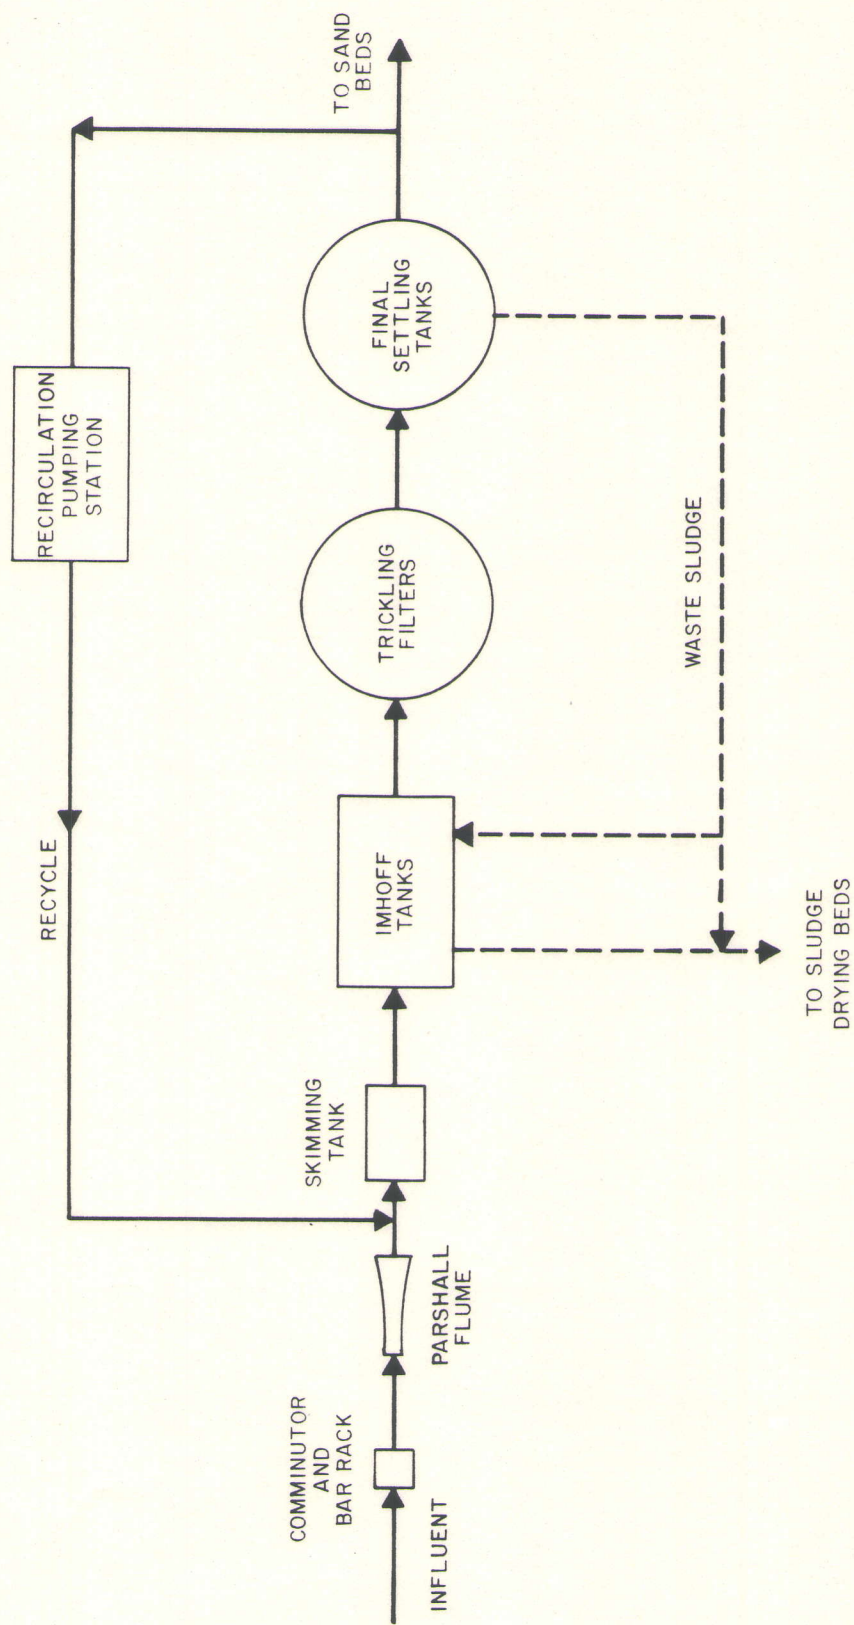 RECIRCULATION
PUMPING
STATION
RECYCLE
TO SAND
BEDS
INFLUENT
COMMINUTOR
AND
BAR RACK
PARSHALL
FLUME
SKIMMING
TANK
IMHOFF
TANKS
TRICKLING
FILTERS
FINAL
SETTLING
TANKS
WASTE SLUDGE
TO SLUDGE
DRYING BEDS